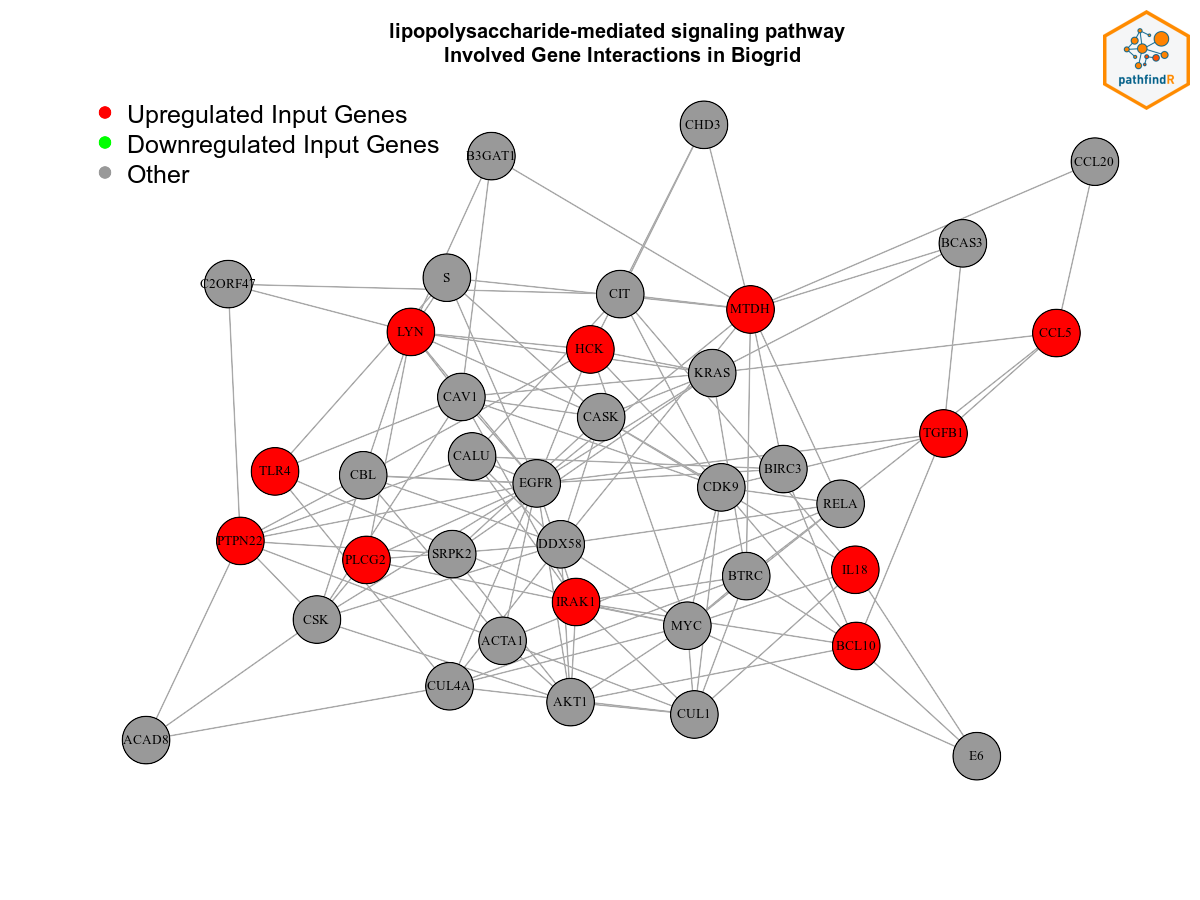 lipopolysaccharide-mediated signaling pathway
Involved Gene Interactions in Biogrid
pathfindR
Upregulated Input Genes
Downregulated Input Genes
Other
CHD3
B3GAT1
CCL20
BCAS3
S
C2ORF47
CIT
MTDH
LYN
CCL5
HCK
KRAS
CAV1
CASK
TGFB1
CALU
BIRC3
TLR4
CBL
EGFR
CDK9
RELA
PTPN22
DDX58
SRPK2
PLCG2
IL18
BTRC
IRAK1
CSK
MYC
ACTA1
BCL10
CUL4A
AKT1
CUL1
ACAD8
E6